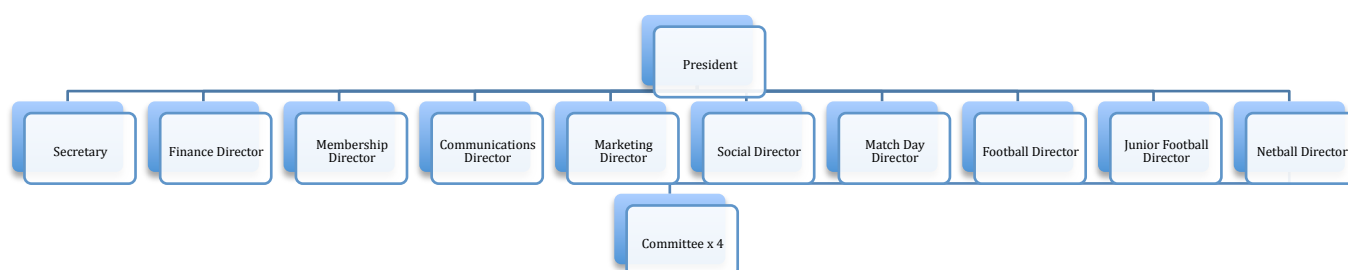 President
Secretary
Finance Director
Membership
Director
Communications
Director
Marketing
Director
Social Director
Match Day
Director
Football Director
Junior Football
Director
Netball Director
Committee x 4